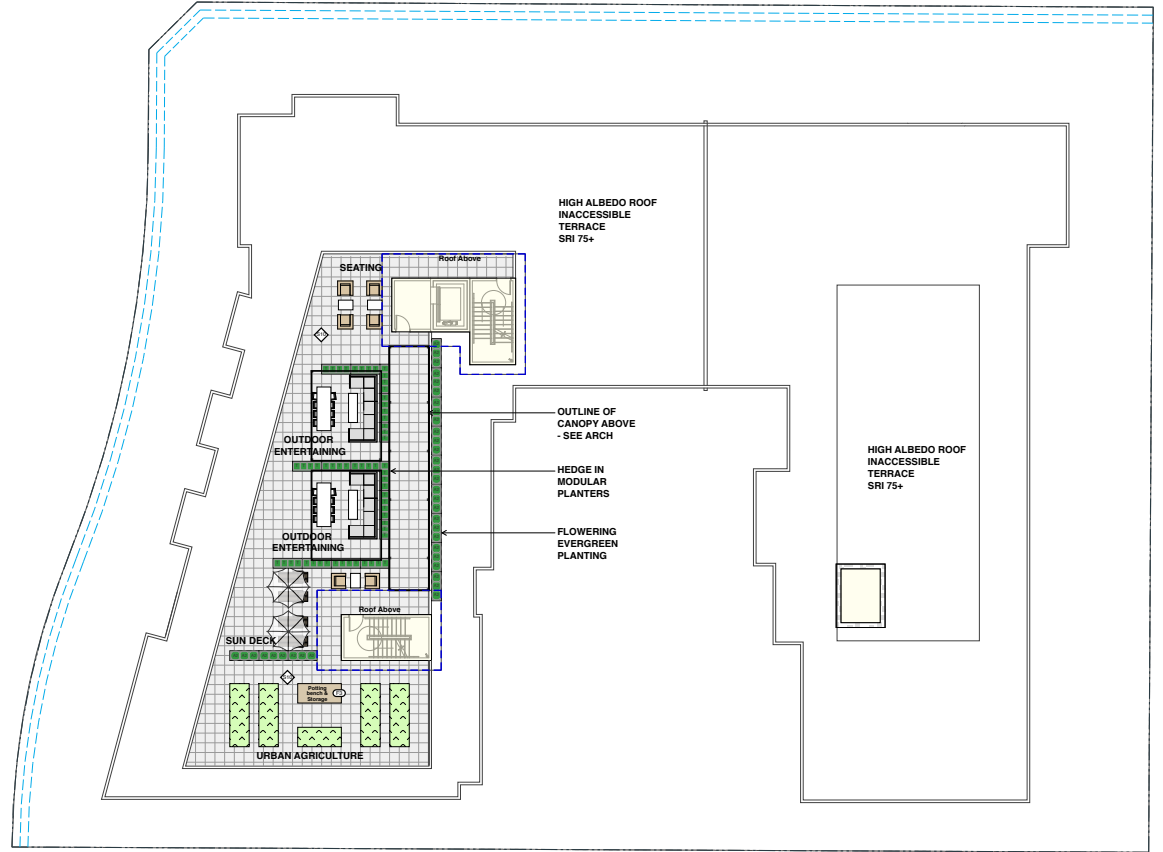 HIGH ALBEDO ROOF
INACCESSIBLE
TERRACE
SRI 75+
Roof Above
SEATING
OUTLINE OF
CANOPY ABOVE
- SEE ARCH
OUTDOOR
ENTERTAINING
HIGH ALBEDO ROOF
INACCESSIBLE
TERRACE
SRI 75+
HEDGE IN
MODULAR
PLANTERS
FLOWERING
EVERGREEN
PLANTING
OUTDOOR
ENTERTAINING
Roof Above
SUN DECK
Potting
bench &
Storage
URBAN AGRICULTURE